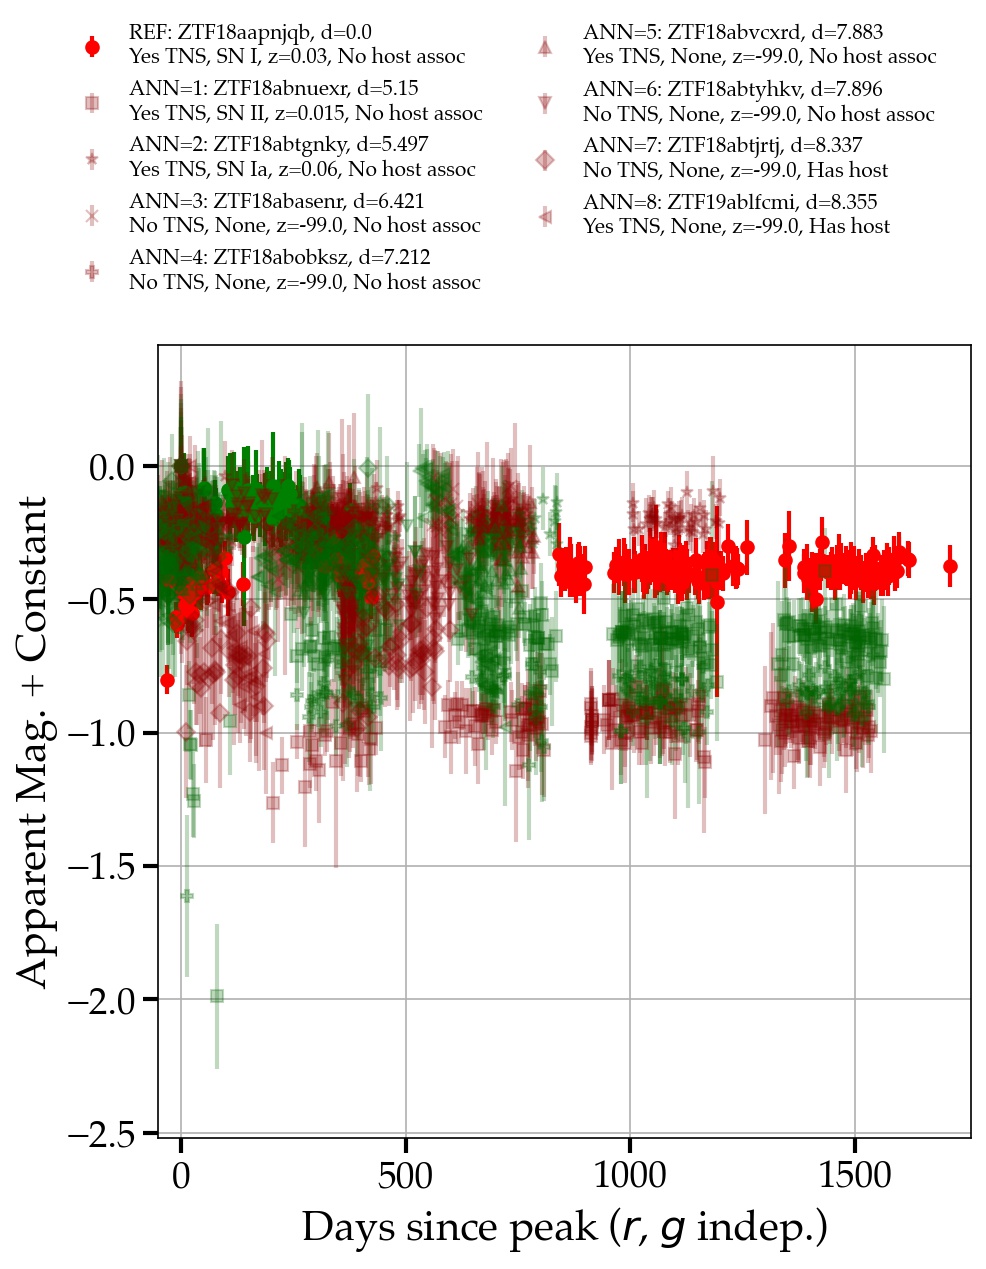 REF: ZTF18aapnjqb, d=0.0
Yes TNS, SN I, z=0.03, No host assoc
ANN=1: ZTF18abnuexr, d=5.15
Yes TNS, SN II, z=0.015, No host assoc
ANN=2: ZTF18abtgnky, d=5.497
Yes TNS, SN Ia, z=0.06, No host assoc
ANN=3: ZTF18abasenr, d=6.421
No TNS, None, z=-99.0, No host assoc
ANN=4: ZTF18abobksz, d=7.212
No TNS, None, z=-99.0, No host assoc
ANN=5: ZTF18abvcxrd, d=7.883
Yes TNS, None, z=-99.0, No host assoc
ANN=6: ZTF18abtyhkv, d=7.896
No TNS, None, z=-99.0, No host assoc
ANN=7: ZTF18abtjrtj, d=8.337
No TNS, None, z=-99.0, Has host
ANN=8: ZTF19ablfcmi, d=8.355
Yes TNS, None, z=-99.0, Has host
Apparent Mag. + Constant
0.0
−0.5
−1.0
−1.5
−2.0
−2.5
0 500 1000 1500
Days since peak (r, g indep.)